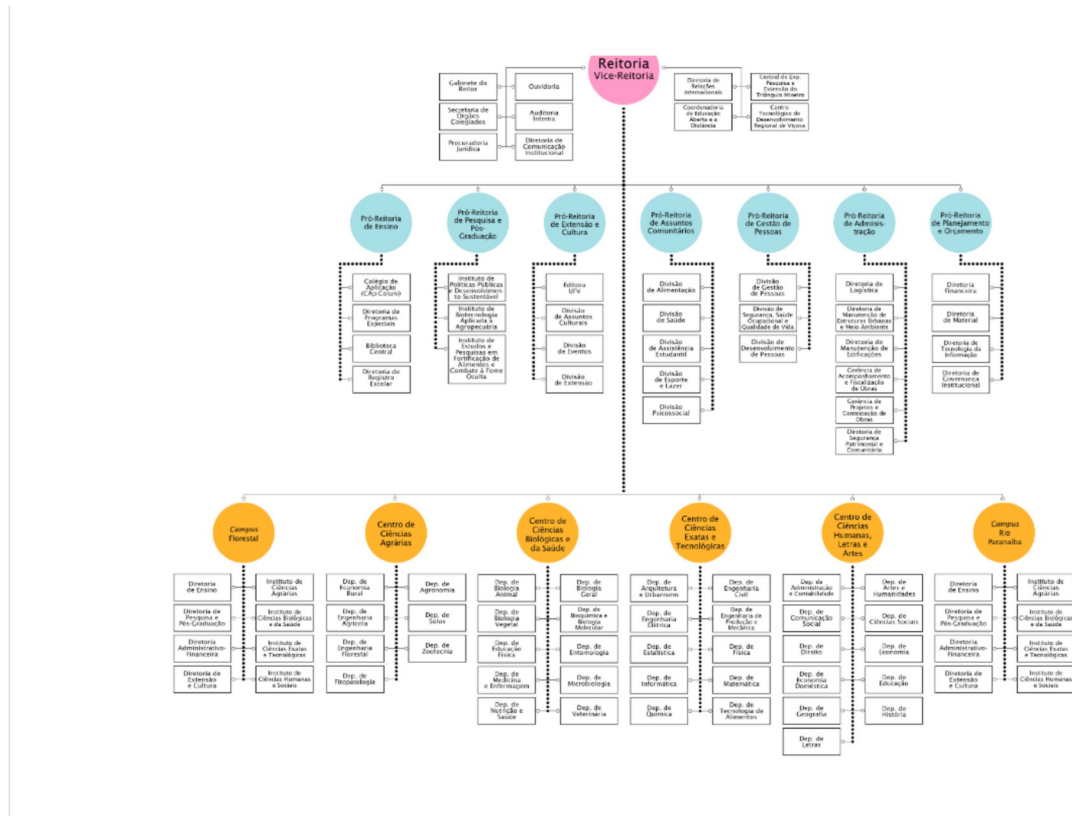 Reitoria
Vice-Reitoria
Gabinete do
Reitor
Ouvidoria
Secretaria de
Órgãos
Colegiados
Auditoria
Interna
Procuradoria
Jurídica
Diretoria de
Comunicação
Institucional
Diretoria de
Relações
Internacionais
Central de Exp.
Pesquisa e
Extensão do
Triângulo Mineiro
Coordenadoria
de Educação
Aberta e a
Distância
Centro
Tecnológico de
Desenvolvimento
Regional de Viçosa
Pró-Reitoria
de Ensino
Pró-Reitoria
de Pesquisa e
Pós-
Graduação
Pró-Reitoria
de Extensão e
Cultura
Pró-Reitoria
de Assuntos
Comunitários
Pró-Reitoria
de Gestão de
Pessoas
Pró-Reitoria
de Adminis-
tração
Pró-Reitoria
de Planejamento
e Orçamento
Colégio de
Aplicação
(CAp-Coluni)
Diretoria de
Programas
Especiais
Biblioteca
Central
Diretoria de
Registro
Escolar
Instituto de
Políticas Públicas
e Desenvolvimen
to Sustentável
Instituto de
Biotecnologia
Aplicada à
Agropecuária
Instituto de
Estudos e
Pesquisas em
Fortificação de
Alimentos e
Combate à Fome
Oculta
Editora
UFV
Divisão
de Assuntos
Culturais
Divisão
de Eventos
Divisão
de Extensão
Divisão
de Alimentação
Divisão
de Saúde
Divisão
de Assistência
Estudantil
Divisão
de Esporte
e Lazer
Divisão
Psicossocial
Divisão
de Gestão
de Pessoas
Divisão de
Segurança, Saúde
Ocupacional e
Qualidade de Vida
Divisão de
Desenvolvimento
de Pessoas
Diretoria de
Logística
Diretoria de
Manutenção de
Estruturas Urbanas
e Meio Ambiente
Diretoria de
Manutenção de
Edificações
Gerência de
Acompanhamento
e Fiscalização
de Obras
Gerência de
Projetos e
Contratação de
Obras
Diretoria de
Segurança
Patrimonial e
Comunitária
Diretoria
Financeira
Diretoria
de Material
Diretoria de
Tecnologia da
Informação
Diretoria de
Governança
Institucional
Campus
Florestal
Centro de
Ciências
Agrárias
Centro de
Ciências
Biológicas e
da Saúde
Centro de
Ciências
Exatas e
Tecnológicas
Centro de
Ciências
Humanas,
Letras e
Artes
Campus
Rio
Paranaíba
Diretoria
de Ensino
Instituto de
Ciências
Agrárias
Diretoria de
Pesquisa e
Pós-Graduação
Instituto de
Ciências Biológicas
e da Saúde
Diretoria
Administrativo-
Financeira
Instituto de
Ciências Exatas
e Tecnológicas
Diretoria de
Extensão
e Cultura
Instituto de
Ciências Humanas
e Sociais
Dep. de
Economia
Rural
Dep. de
Agronomia
Dep. de
Engenharia
Agrícola
Dep. de
Solos
Dep. de
Engenharia
Florestal
Dep. de
Zootecnia
Dep. de
Fitopatologia
Dep. de
Biologia
Animal
Dep. de
Biologia
Geral
Dep. de
Biologia
Vegetal
Dep. de
Bioquímica e
Biologia
Molecular
Dep. de
Educação
Física
Dep. de
Entomologia
Dep. de
Medicina
e Enfermagem
Dep. de
Microbiologia
Dep. de
Nutrição e
Saúde
Dep. de
Veterinária
Dep. de
Arquitetura
e Urbanismo
Dep. de
Engenharia
Civil
Dep. de
Engenharia
Elétrica
Dep. de
Engenharia de
Produção e
Mecânica
Dep. de
Estatística
Dep. de
Física
Dep. de
Informática
Dep. de
Matemática
Dep. de
Química
Dep. de
Tecnologia de
Alimentos
Dep. de
Administração
e Contabilidade
Dep. de
Artes e
Humanidades
Dep. de
Comunicação
Social
Dep. de
Ciências Sociais
Dep. de
Direito
Dep. de
Economia
Dep. de
Economia
Doméstica
Dep. de
Educação
Dep. de
Geografia
Dep. de
História
Dep. de
Letras
Diretoria
de Ensino
Instituto de
Ciências
Agrárias
Diretoria de
Pesquisa e
Pós-Graduação
Instituto de
Ciências Biológicas
e da Saúde
Diretoria
Administrativo-
Financeira
Instituto de
Ciências Exatas
e Tecnológicas
Diretoria de
Extensão
e Cultura
Instituto de
Ciências Humanas
e Sociais